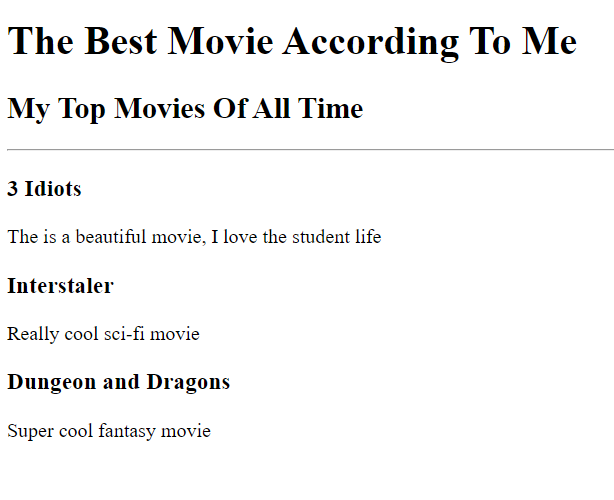 The Best Movie According To Me
My Top Movies Of All Time
3 Idiots
The is a beautiful movie, I love the student life
Interstaler
Really cool sci-fi movie
Dungeon and Dragons
Super cool fantasy movie